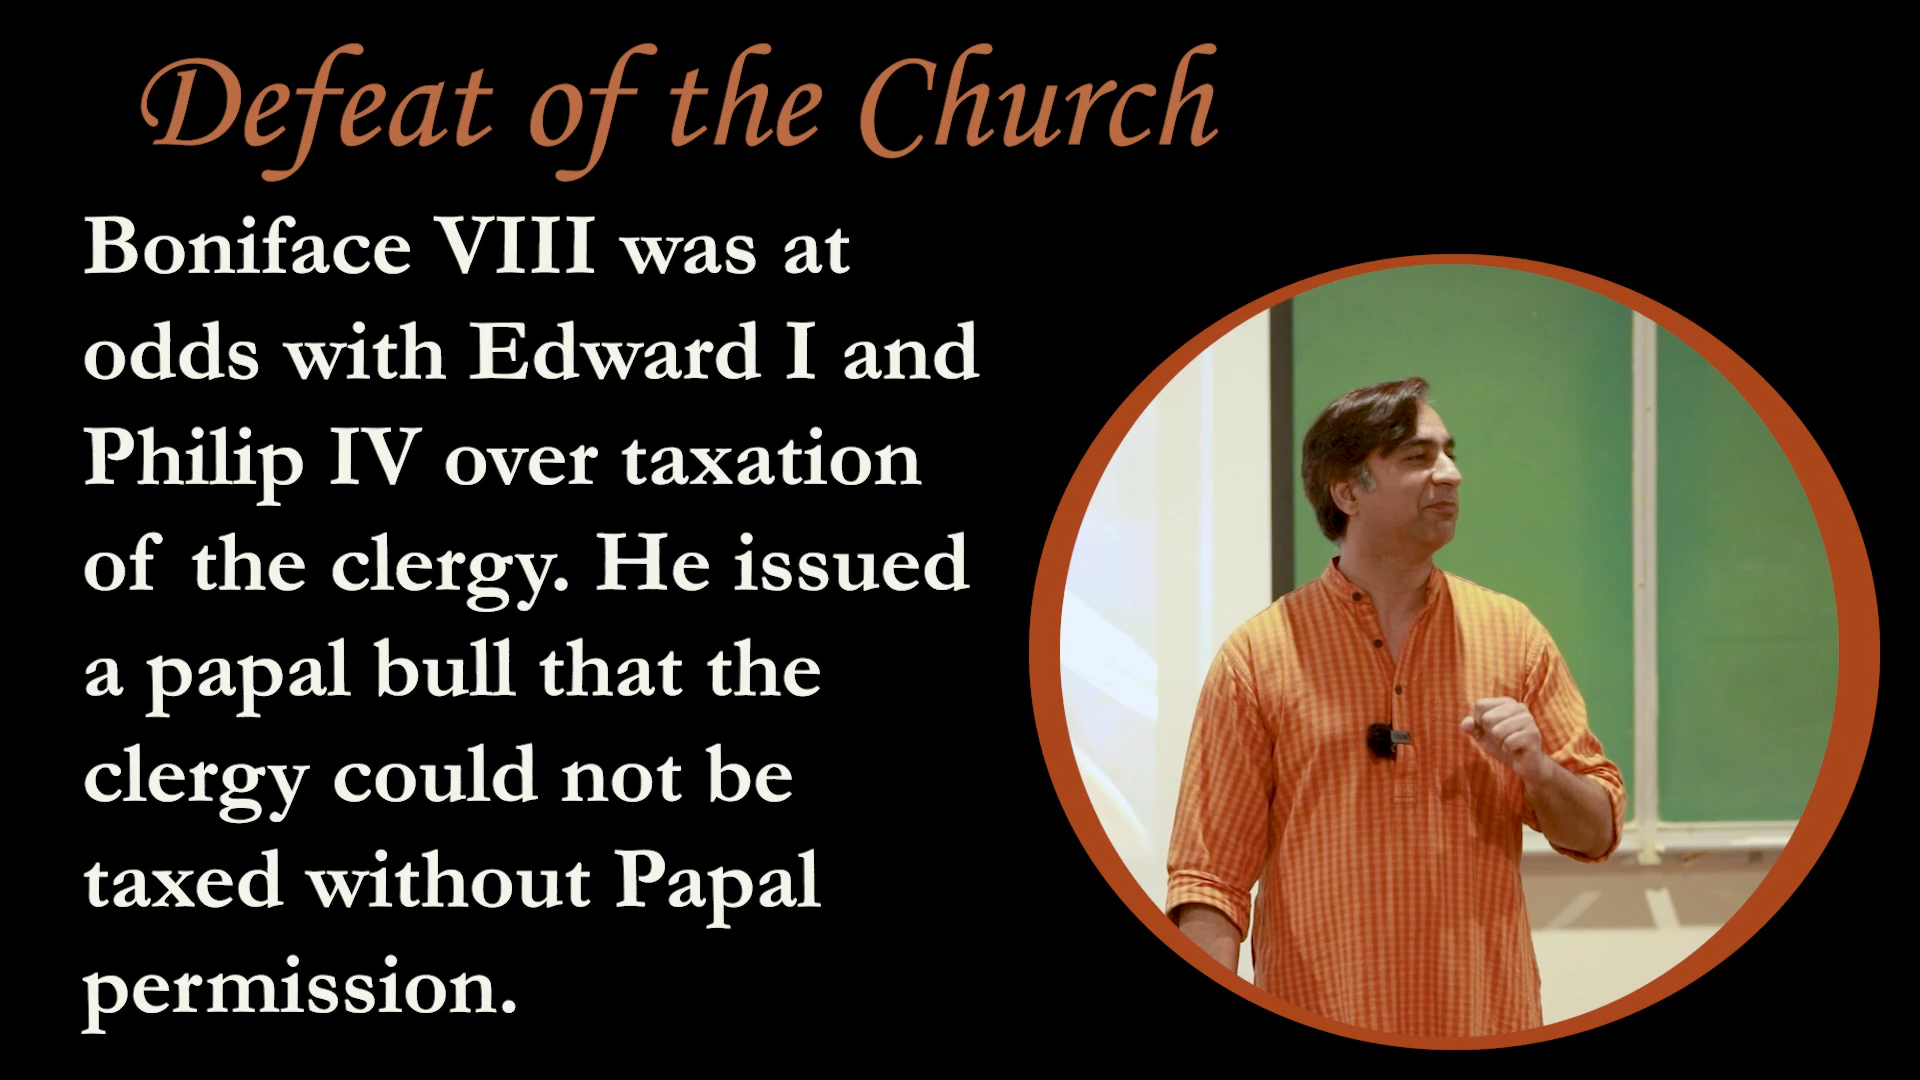 Defeat of the Church
Boniface VIII was at
odds with Edward I and
Philip IV over taxation
of the clergy. He issued
a papal bull that the
clergy could not be
taxed without Papal
permission.